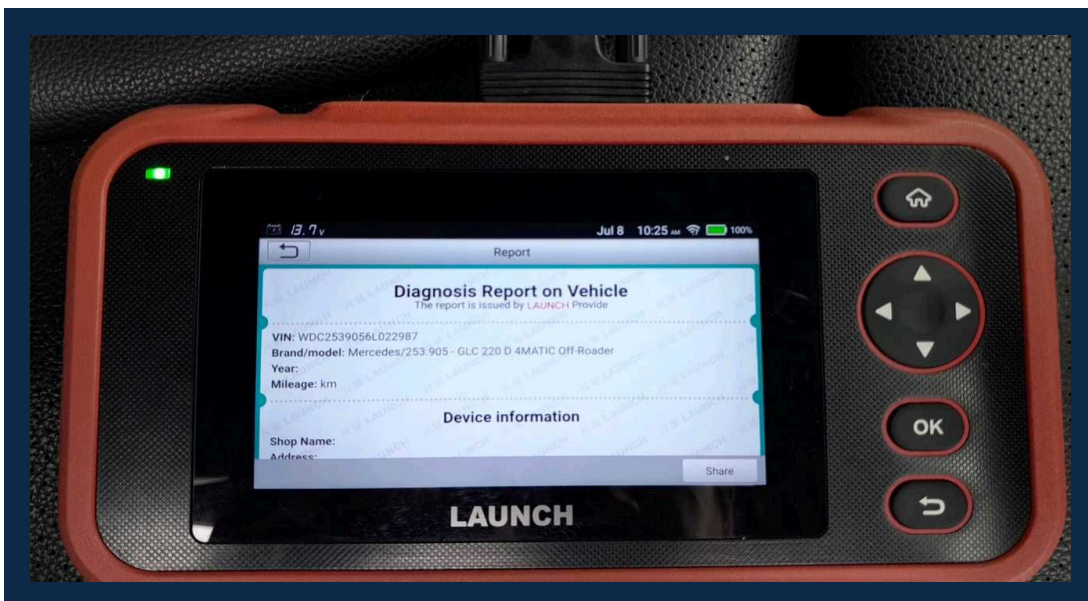 13.7v Jul 8 10:25 AM 100%
Report
Diagnosis Report on Vehicle
The report is issued by LAUNCH Provide
VIN: WDC2539056L022987
Brand/model: Mercedes/253.905 - GLC 220 D 4MATIC Off-Roader
Year:
Mileage: km
Device information
Shop Name:
Address:
Share
OK
LAUNCH